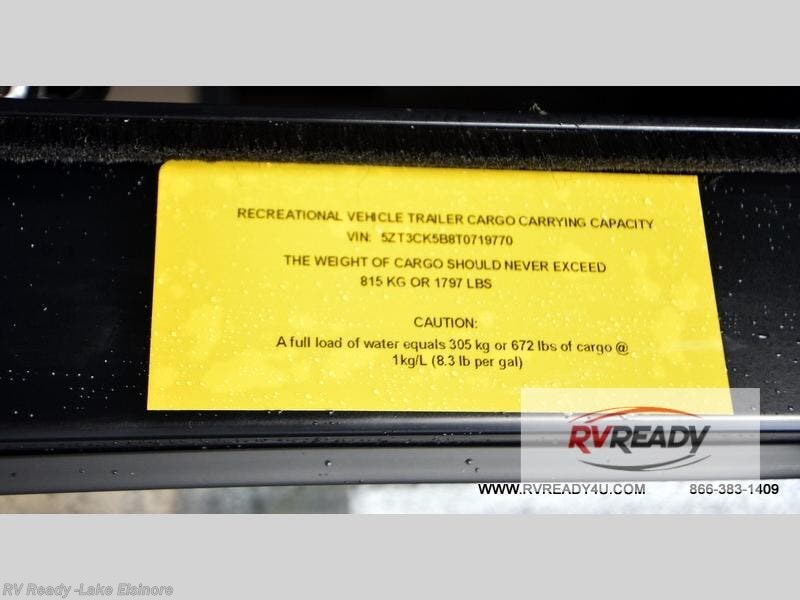 RECREATIONAL VEHICLE TRAILER CARGO CARRYING CAPACITY
VIN: 5ZT3CK5B8T0719770
THE WEIGHT OF CARGO SHOULD NEVER EXCEED
815 KG OR 1797 LBS
CAUTION:
A full load of water equals 305 kg or 672 lbs of cargo @
1kg/L (8.3 lb per gal)
RVREADY
WWW.RVREADY4U.COM 866-383-1409
RV Ready -Lake Elsinore